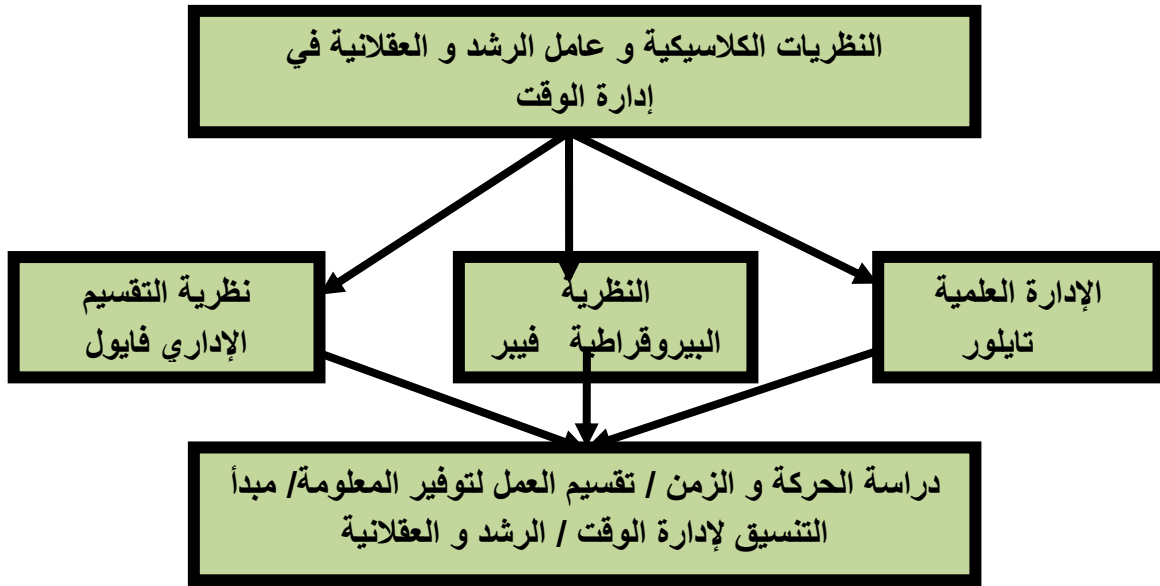 النظريات الكلاسيكية و عامل الرشد و العقلانية في
إدارة الوقت
الإدارة العلمية
تايلور
النظرية
البيروقراطية فيبر
نظرية التقسيم
الإداري فايول
دراسة الحركة و الزمن / تقسيم العمل لتوفير المعلومة/ مبدأ
التنسيق لإدارة الوقت / الرشد و العقلانية